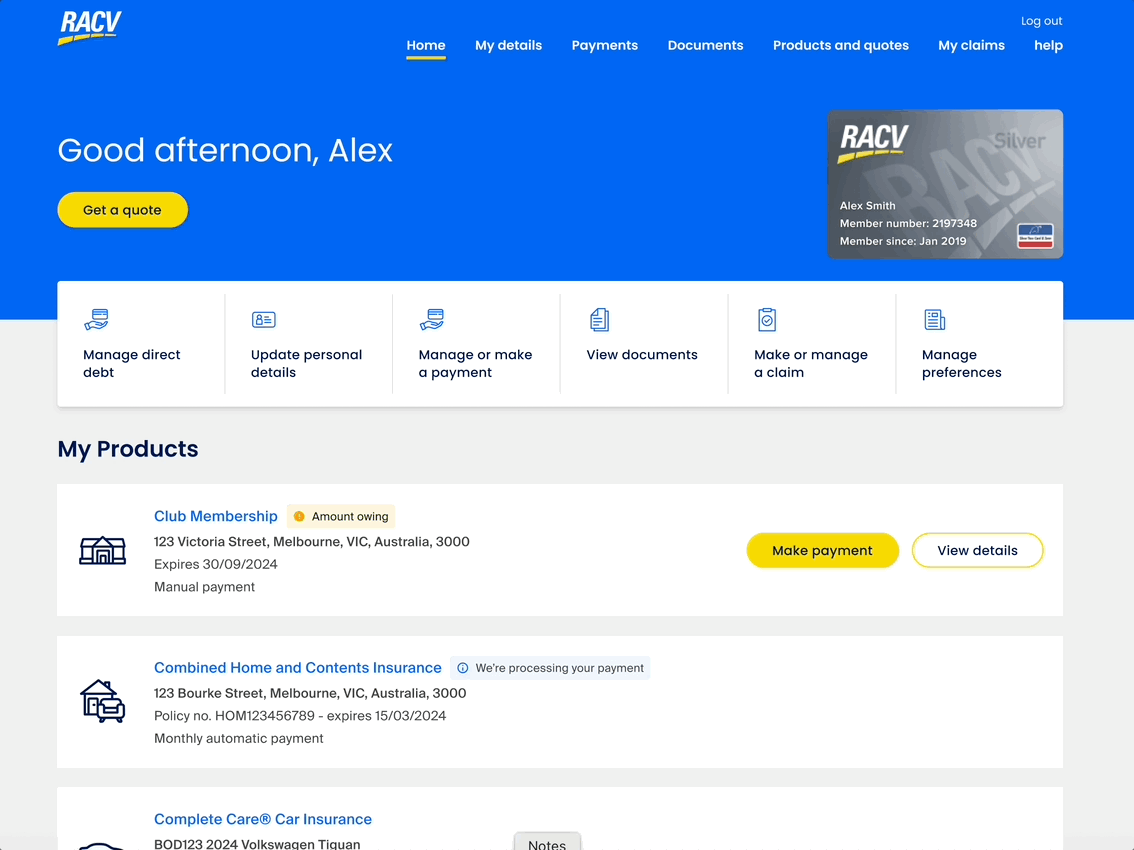 RACV
Log out
Home
My details
Payments
Documents
Products and quotes
My claims
help
Good afternoon, Alex
Get a quote
RACV
Silver
RACV
Alex Smith
Member number: 2197348
Member since: Jan 2019
Manage direct
debt
Update personal
details
Manage or make
a payment
View documents
Make or manage
a claim
Manage
preferences
My Products
Club Membership
Amount owing
123 Victoria Street, Melbourne, VIC, Australia, 3000
Expires 30/09/2024
Manual payment
Make payment
View details
Combined Home and Contents Insurance
We're processing your payment
123 Bourke Street, Melbourne, VIC, Australia, 3000
Policy no. HOM123456789 - expires 15/03/2024
Monthly automatic payment
Complete Care® Car Insurance
BOD123 2024 Volkswagen Tiguan
Notes